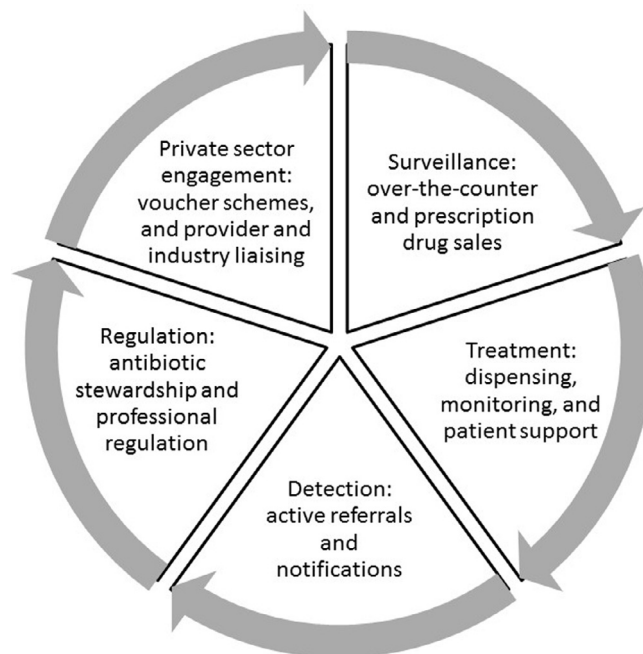 Private sector
engagement:
voucher schemes,
and provider and
industry liaising
Surveillance:
over-the-counter
and prescription
drug sales
Treatment:
dispensing,
monitoring, and
patient support
Detection:
active referrals
and
notifications
Regulation:
antibiotic
stewardship and
professional
regulation